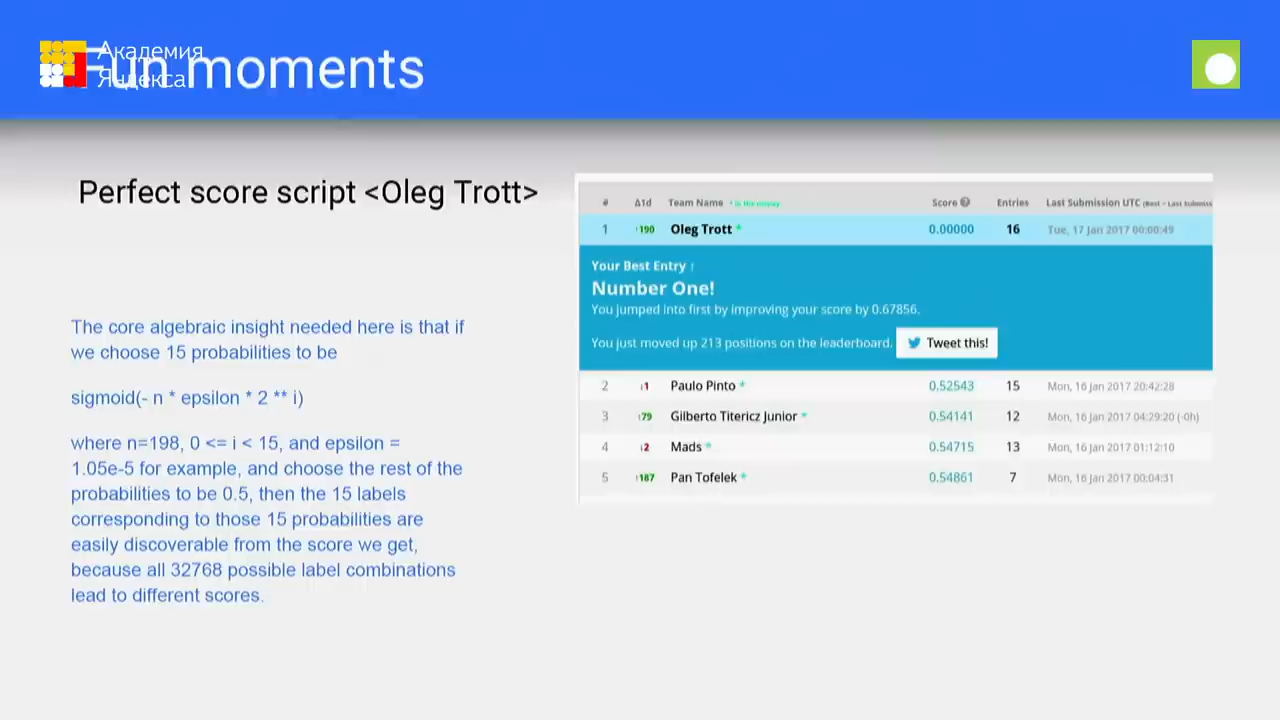 Академия
Яндекса
Fun moments
Perfect score script <Oleg Trott>
The core algebraic insight needed here is that if
we choose 15 probabilities to be
sigmoid(- n * epsilon * 2 ** i)
where n=198, 0 <= i < 15, and epsilon =
1.05e-5 for example, and choose the rest of the
probabilities to be 0.5, then the 15 labels
corresponding to those 15 probabilities are
easily discoverable from the score we get,
because all 32768 possible label combinations
lead to different scores.
# Δ1d Team Name * in the money Score Entries Last Submission UTC (Best − Last Submiss
1 ↑190 Oleg Trott * 0.00000 16 Tue, 17 Jan 2017 00:00:49
Your Best Entry ↑
Number One!
You jumped into first by improving your score by 0.67856.
You just moved up 213 positions on the leaderboard. Tweet this!
2 ↓1 Paulo Pinto * 0.52543 15 Mon, 16 Jan 2017 20:42:28
3 ↑79 Gilberto Titericz Junior * 0.54141 12 Mon, 16 Jan 2017 04:29:20 (-0h)
4 ↓2 Mads * 0.54715 13 Mon, 16 Jan 2017 01:12:10
5 ↑187 Pan Tofelek * 0.54861 7 Mon, 16 Jan 2017 00:04:31